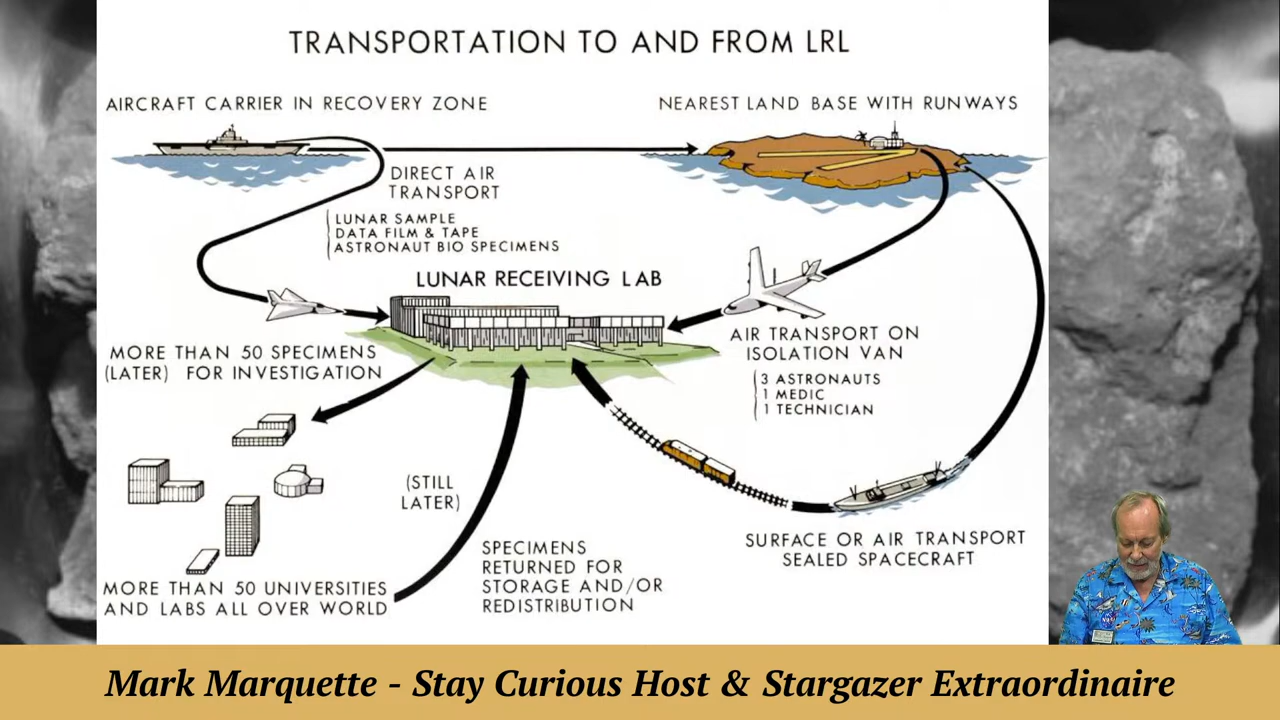 TRANSPORTATION TO AND FROM LRL
AIRCRAFT CARRIER IN RECOVERY ZONE
NEAREST LAND BASE WITH RUNWAYS
DIRECT AIR
TRANSPORT
LUNAR SAMPLE
DATA FILM & TAPE
ASTRONAUT BIO SPECIMENS
LUNAR RECEIVING LAB
AIR TRANSPORT ON
ISOLATION VAN
3 ASTRONAUTS
1 MEDIC
1 TECHNICIAN
MORE THAN 50 SPECIMENS
(LATER) FOR INVESTIGATION
(STILL
LATER)
SURFACE OR AIR TRANSPORT
SEALED SPACECRAFT
SPECIMENS
RETURNED FOR
STORAGE AND/OR
REDISTRIBUTION
MORE THAN 50 UNIVERSITIES
AND LABS ALL OVER WORLD
Mark Marquette - Stay Curious Host & Stargazer Extraordinaire